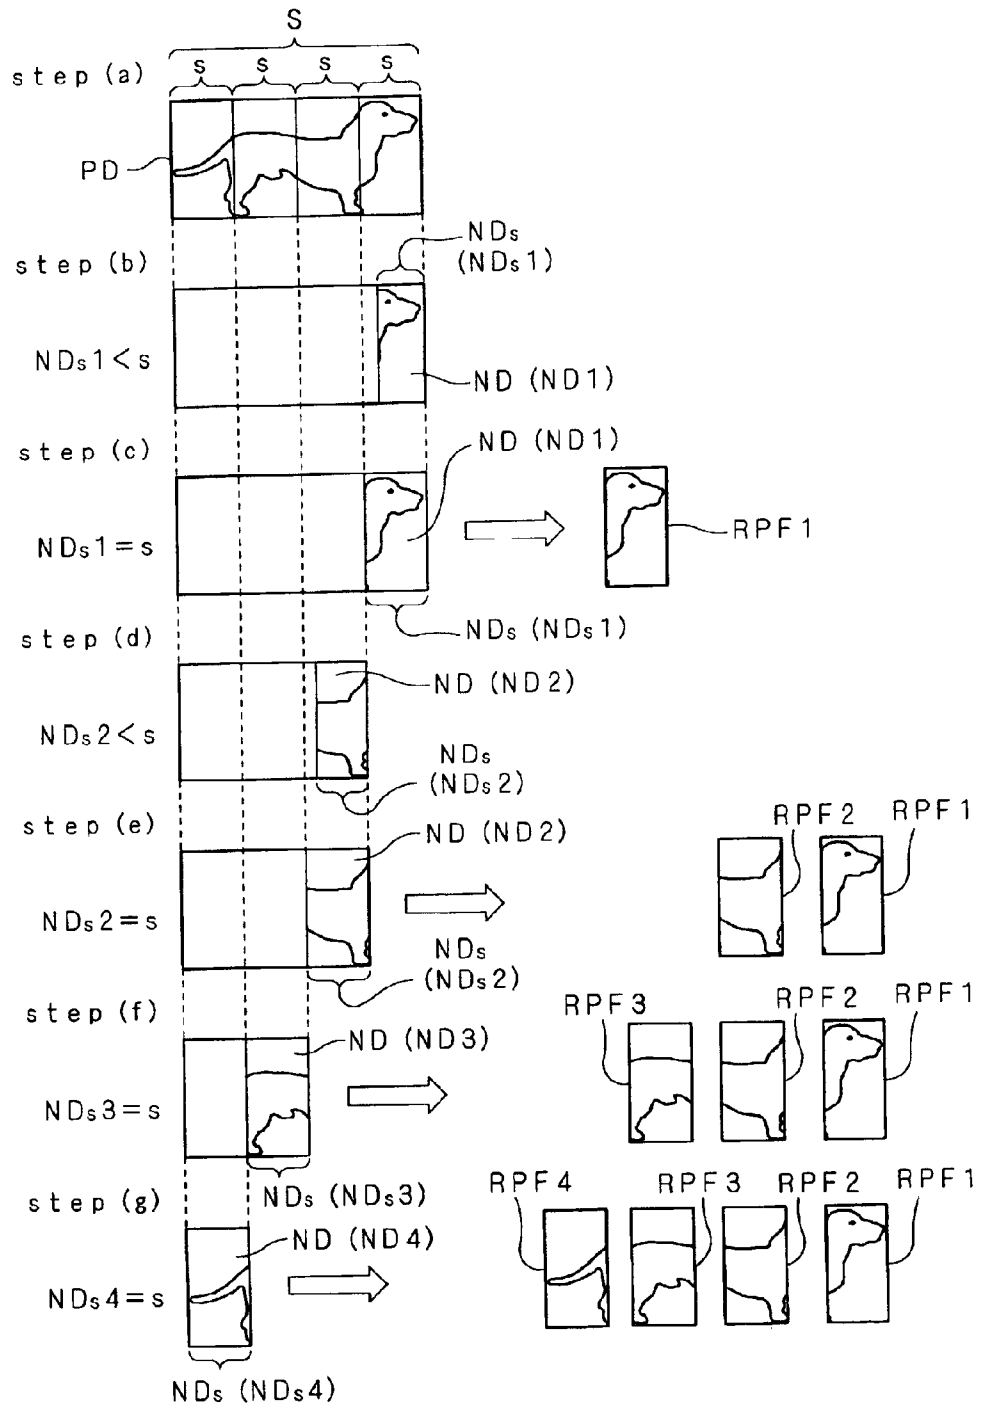 S
step (a)
s s s s
PD
step (b)
NDs
(NDs1)
NDs1<s
ND (ND1)
step (c)
ND (ND1)
NDs1=s
RPF1
NDs (NDs1)
step (d)
ND (ND2)
NDs2<s
NDs
(NDs2)
step (e)
ND (ND2)
RPF2 RPF1
NDs2=s
NDs
(NDs2)
step (f)
ND (ND3)
RPF3 RPF2 RPF1
NDs3=s
NDs (NDs3)
step (g)
ND (ND4)
RPF4 RPF3 RPF2 RPF1
NDs4=s
NDs (NDs4)